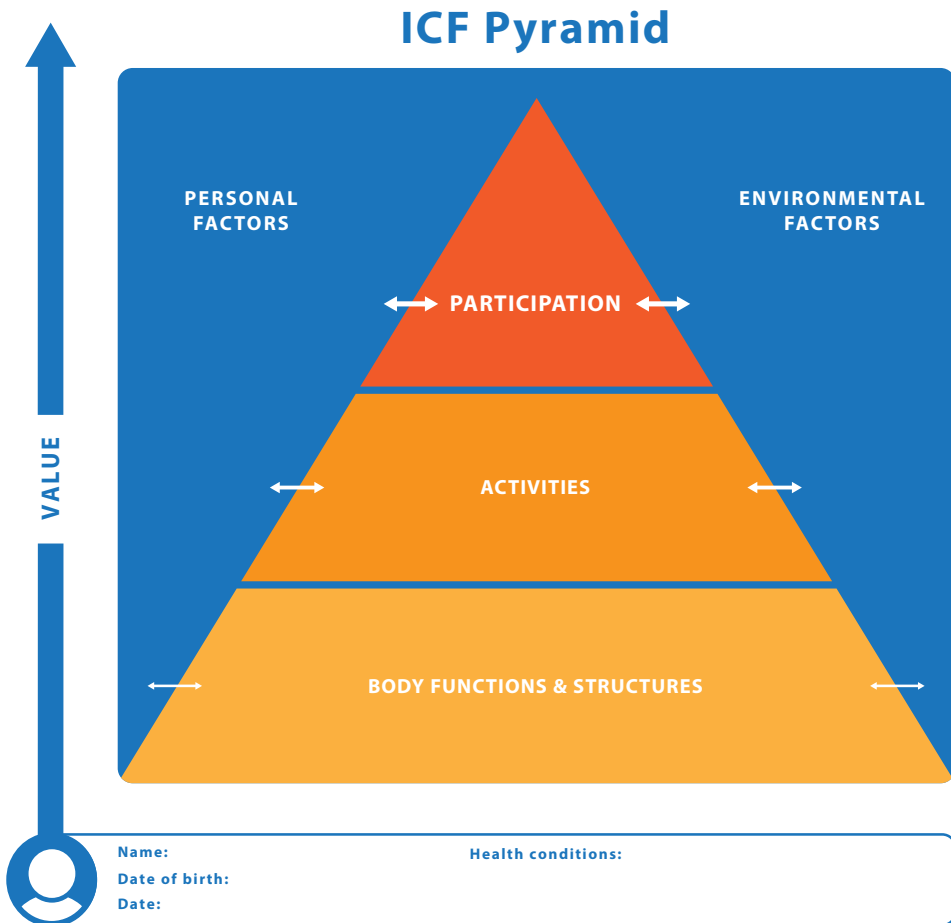 ICF Pyramid
PERSONAL
FACTORS
ENVIRONMENTAL
FACTORS
PARTICIPATION
VALUE
ACTIVITIES
BODY FUNCTIONS & STRUCTURES
Name:
Health conditions:
Date of birth:
Date: